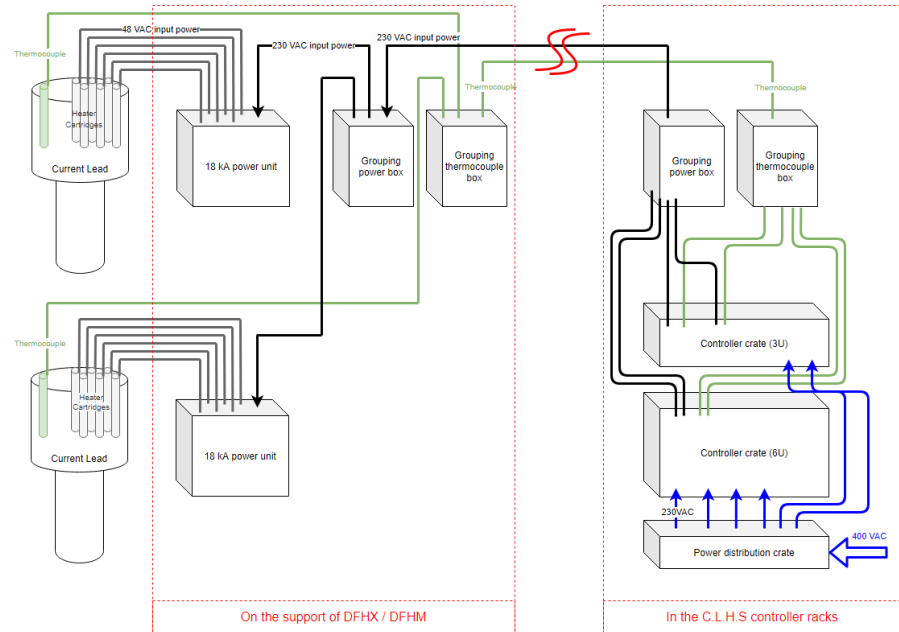 48 VAC input power
230 VAC input power
230 VAC input power
Thermocouple
Thermocouple
Thermocouple
Heater
Cartridges
Current Lead
18 kA power unit
Grouping
power box
Grouping
thermocouple
box
Grouping
power box
Grouping
thermocouple
box
Thermocouple
Heater
Cartridges
Current Lead
18 kA power unit
Controller crate (3U)
Controller crate (6U)
230VAC
Power distribution crate
400 VAC
On the support of DFHX / DFHM
In the C.L.H.S controller racks